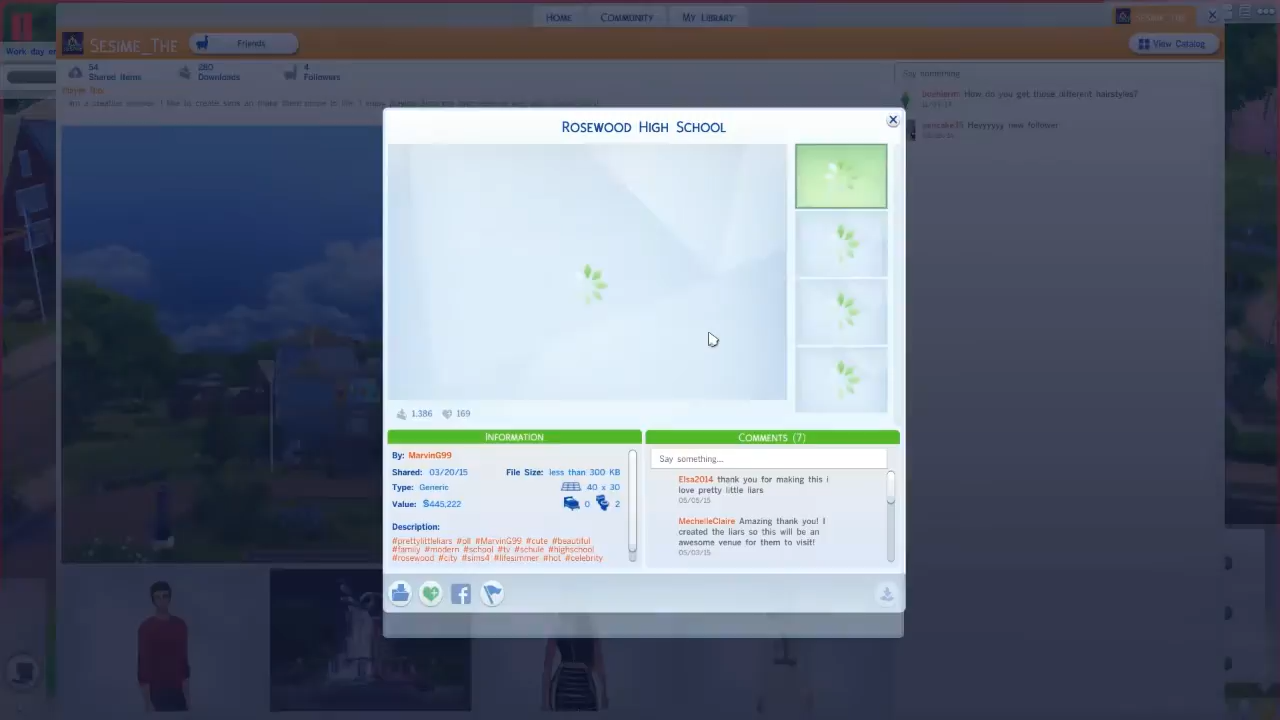 HOME
COMMUNITY
MY LIBRARY
SESIME_THE
Work day
SESIME_THE
Friends
View Catalog
54
Shared Items
280
Downloads
4
Followers
Say something
How do you get those different hairstyles?
new follower
ROSEWOOD HIGH SCHOOL
1,386
169
INFORMATION
By: MarvinG99
Shared: 03/20/15
File Size: less than 300 KB
Type: Generic
40 x 30
Value: §445,222
0
2
Description:
#prettylittlekars #pll #MarvinG99 #cute #beautiful
#family #modern #school #tv #schule #highschool
#rosewood #city #sims4 #lifesimmer #hot #celebrity
COMMENTS (7)
Say something...
Elsa2014 thank you for making this i
love pretty little liars
05/05/15
MechelleClaire Amazing thank you! I
created the liars so this will be an
awesome venue for them to visit!
05/03/15